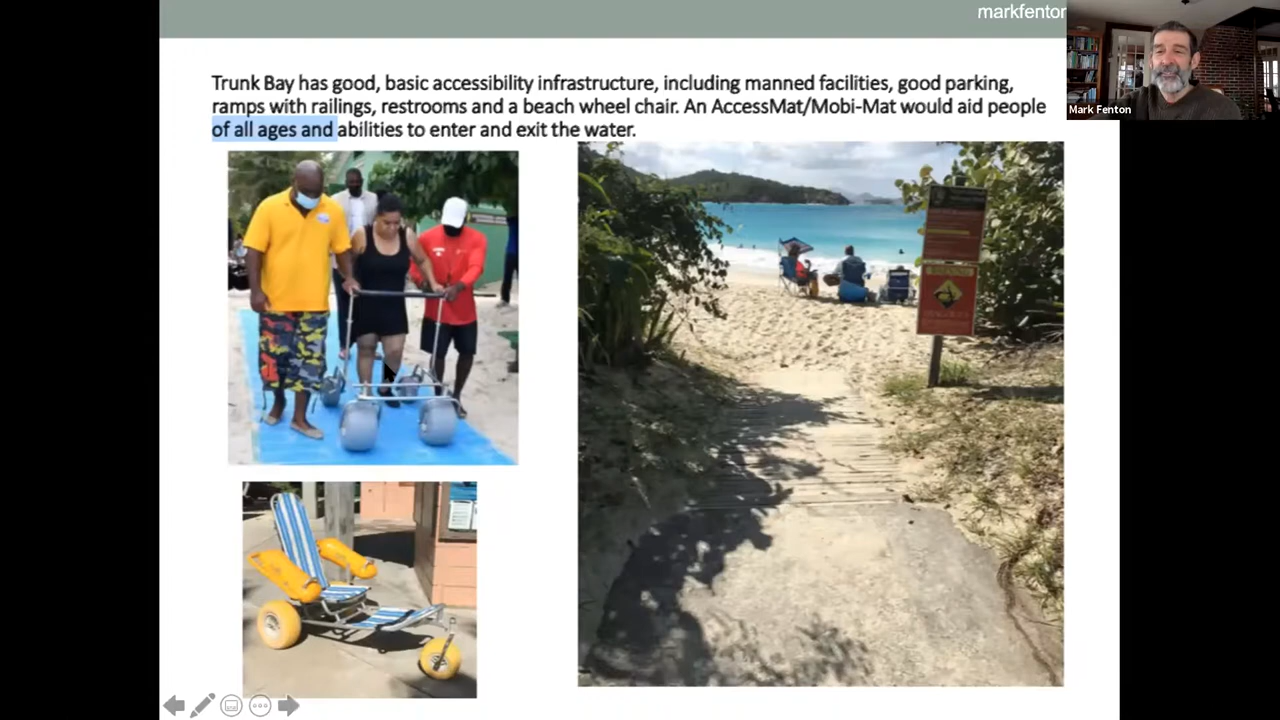 markfenton
Mark Fenton
Trunk Bay has good, basic accessibility infrastructure, including manned facilities, good parking,
ramps with railings, restrooms and a beach wheel chair. An AccessMat/Mobi-Mat would aid people
of all ages and abilities to enter and exit the water.